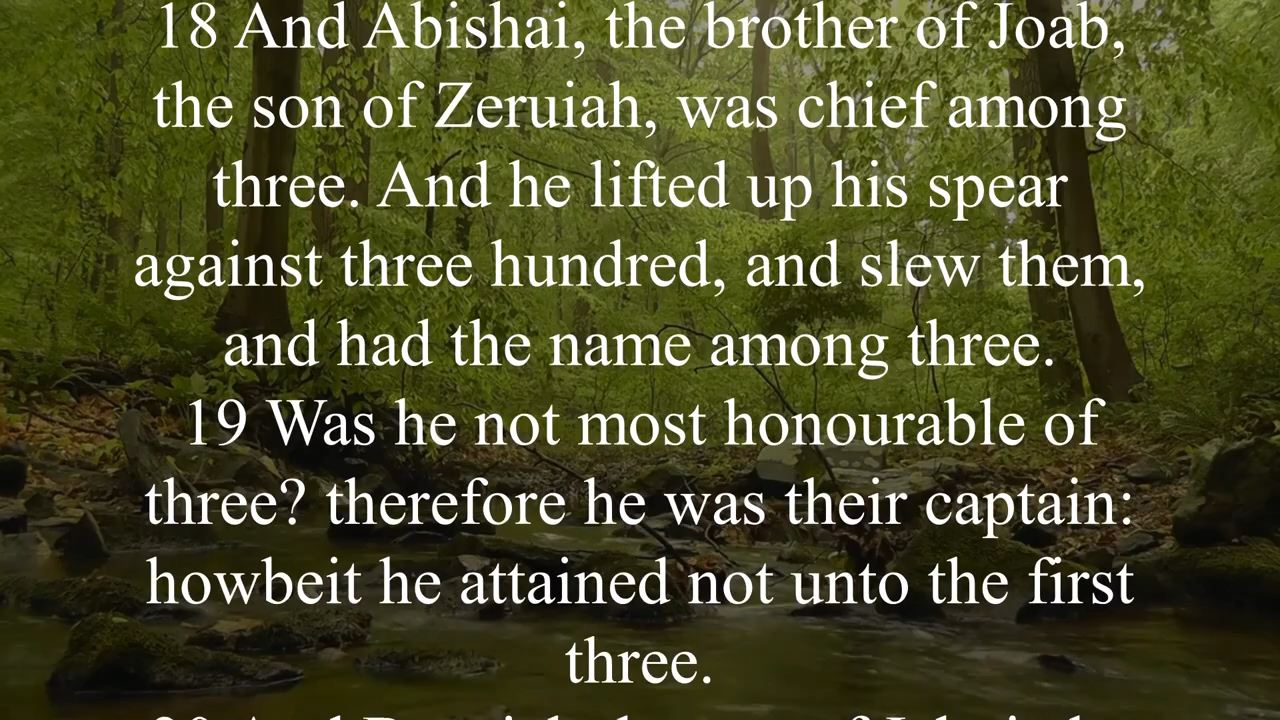 18 And Abishai, the brother of Joab,
the son of Zeruiah, was chief among
three. And he lifted up his spear
against three hundred, and slew them,
and had the name among three.
19 Was he not most honourable of
three? therefore he was their captain:
howbeit he attained not unto the first
three.